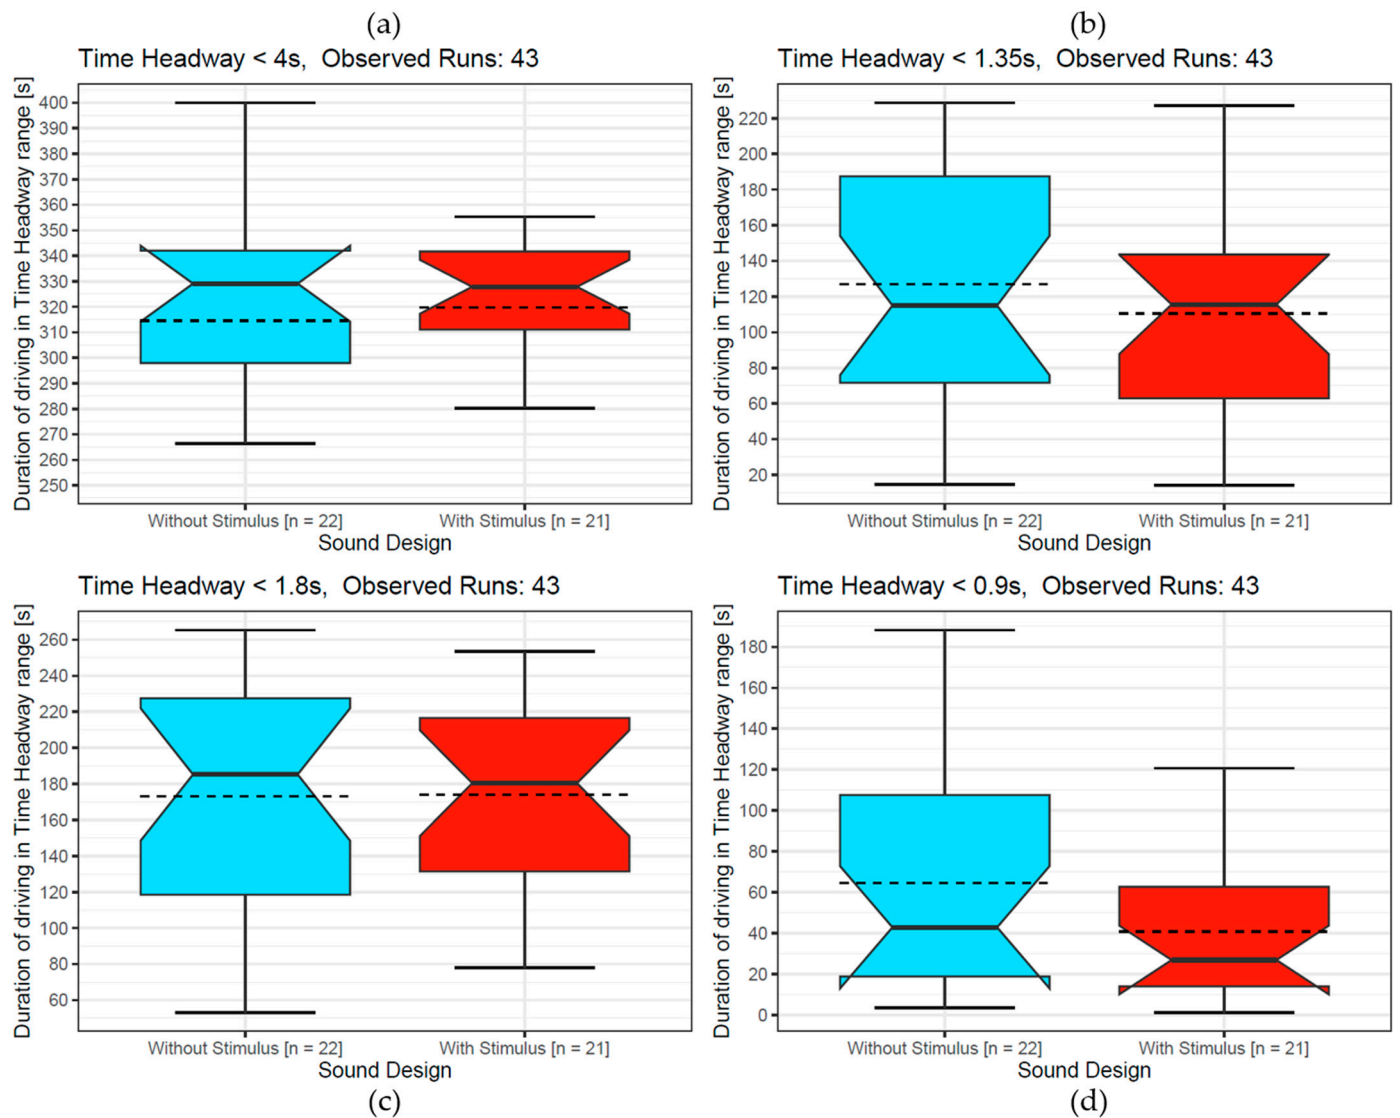 (a)
Time Headway < 4s,  Observed Runs: 43
Duration of driving in Time Headway range [s]
400
390
380
370
360
350
340
330
320
310
300
290
280
270
260
250
Without Stimulus [n = 22]
With Stimulus [n = 21]
Sound Design
(b)
Time Headway < 1.35s,  Observed Runs: 43
Duration of driving in Time Headway range [s]
220
200
180
160
140
120
100
80
60
40
20
Without Stimulus [n = 22]
With Stimulus [n = 21]
Sound Design
Time Headway < 1.8s,  Observed Runs: 43
Duration of driving in Time Headway range [s]
260
240
220
200
180
160
140
120
100
80
60
Without Stimulus [n = 22]
With Stimulus [n = 21]
Sound Design
(c)
Time Headway < 0.9s,  Observed Runs: 43
Duration of driving in Time Headway range [s]
180
160
140
120
100
80
60
40
20
0
Without Stimulus [n = 22]
With Stimulus [n = 21]
Sound Design
(d)